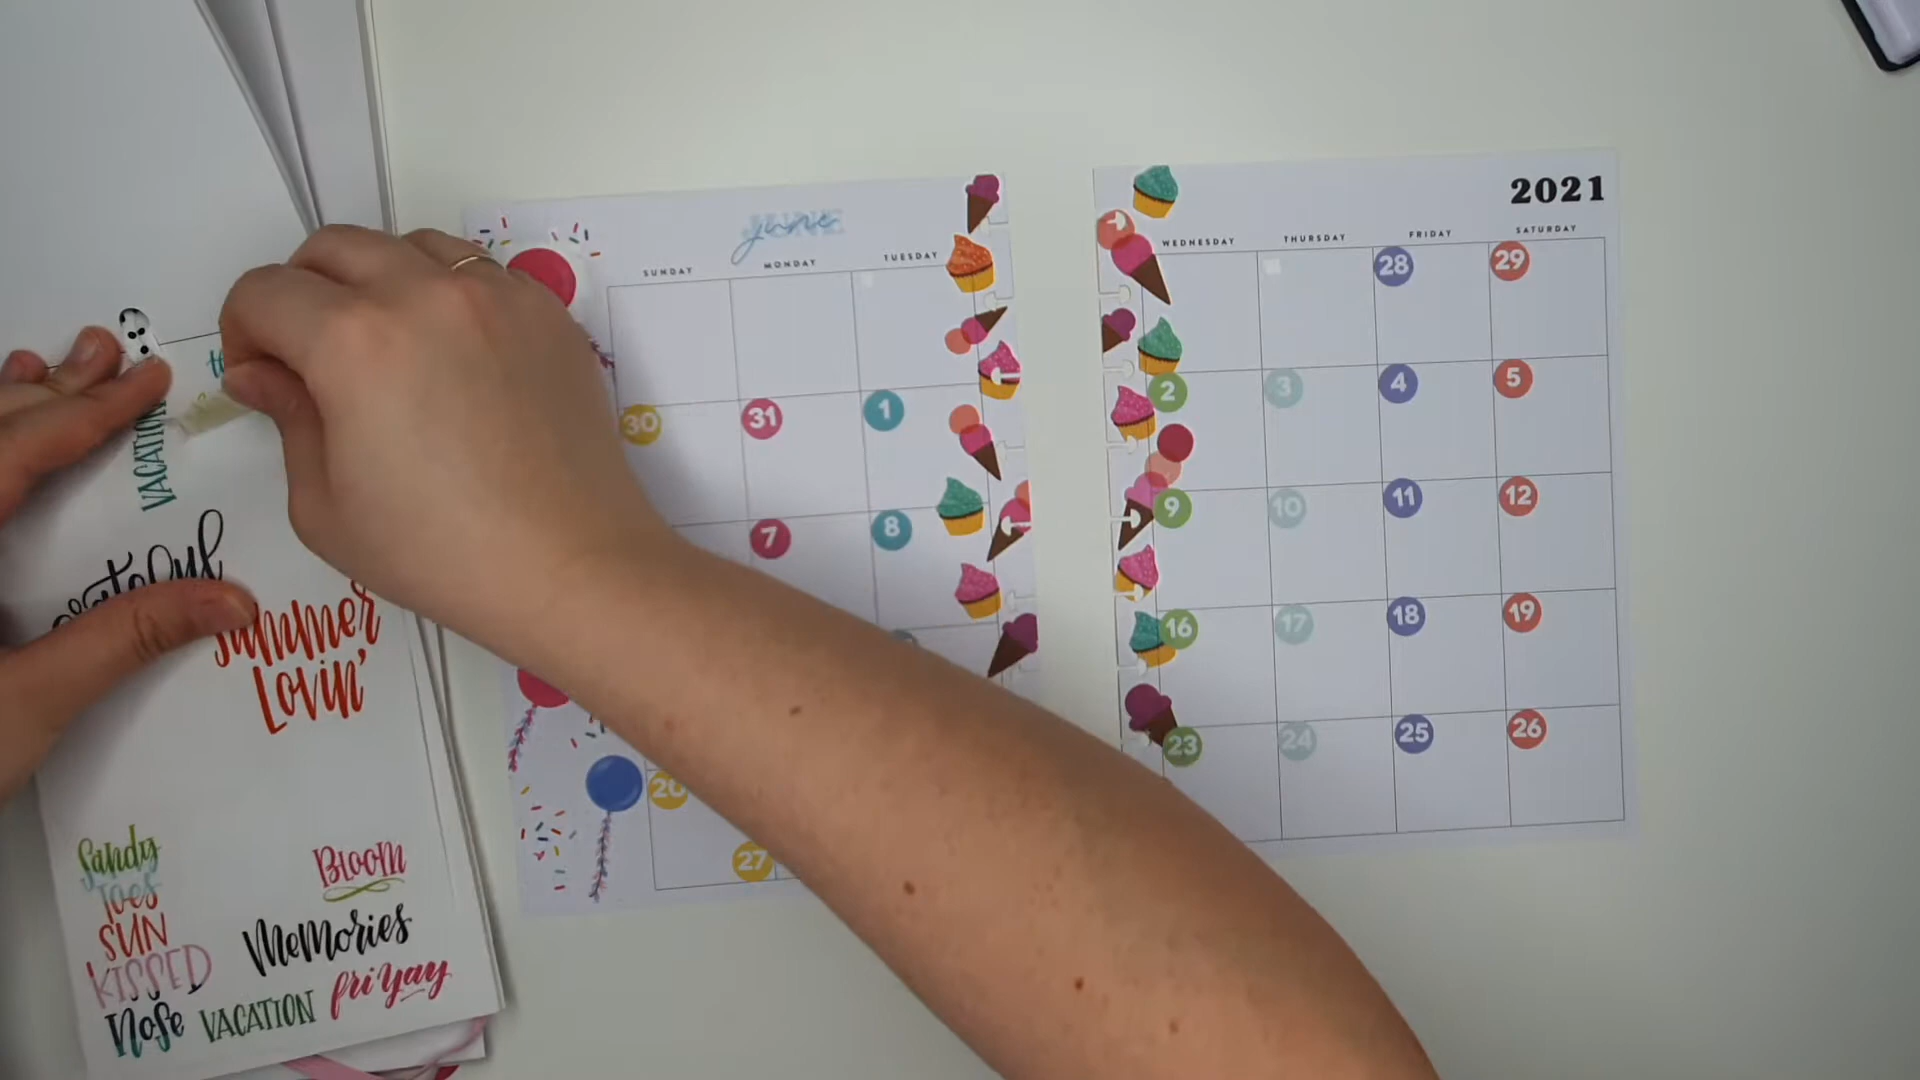 june
2021
SUNDAY MONDAY TUESDAY
WEDNESDAY THURSDAY FRIDAY SATURDAY
28 29
30 31 1
2 3 4 5
7 8
9 10 11 12
16 17 18 19
20
23 24 25 26
27
VACATION
Summer
Lovin'
Sandy
Toes
SUN
KISSED
Nose
Bloom
Memories
VACATION
friyay